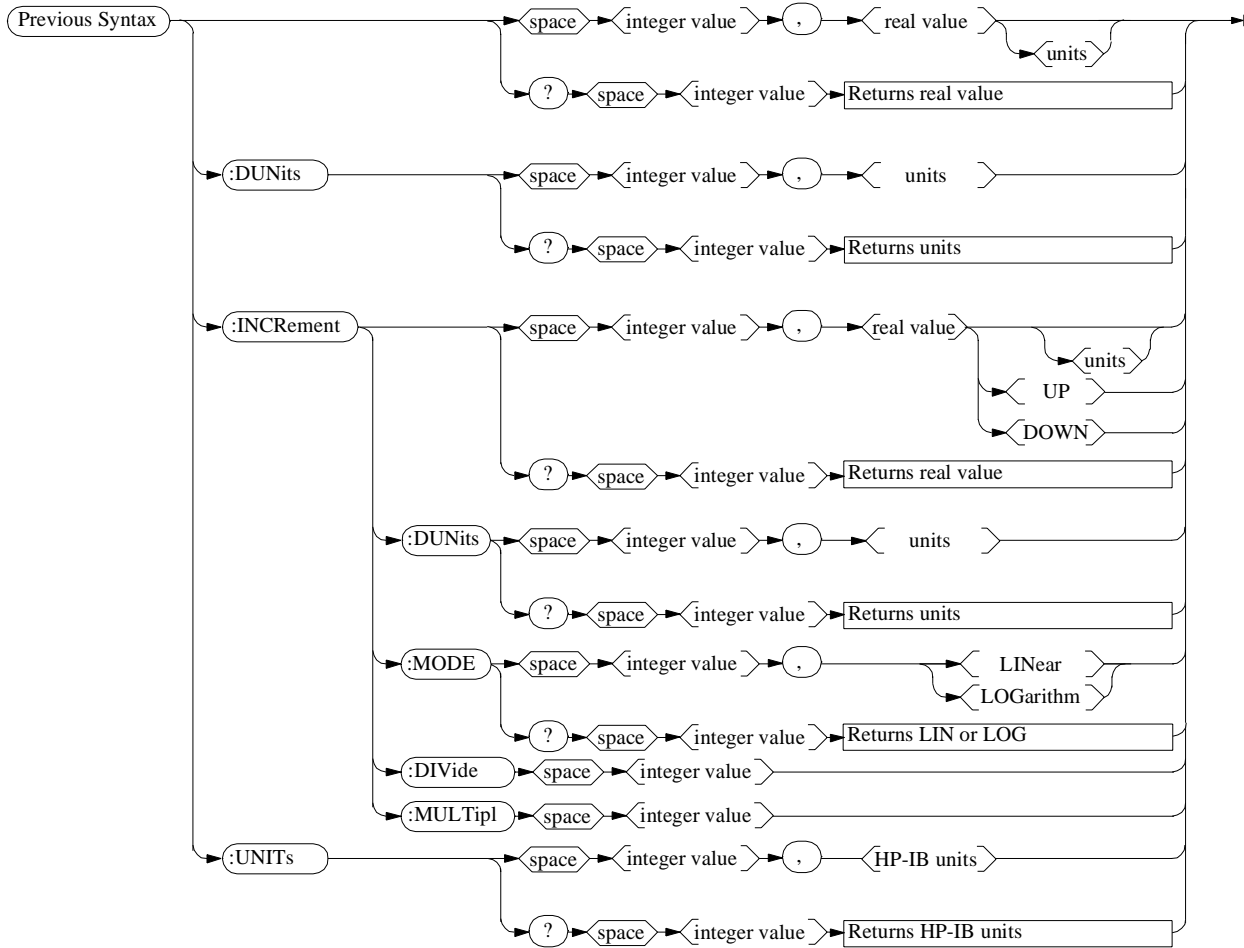 Previous Syntax space integer value , real value
units
? space integer value Returns real value
:DUNits space integer value , units
? space integer value Returns units
:INCRement space integer value , real value
units
UP
DOWN
? space integer value Returns real value
:DUNits space integer value , units
? space integer value Returns units
:MODE space integer value , LINear
LOGarithm
? space integer value Returns LIN or LOG
:DIVide space integer value
:MULTipl space integer value
:UNITs space integer value , HP-IB units
? space integer value Returns HP-IB units